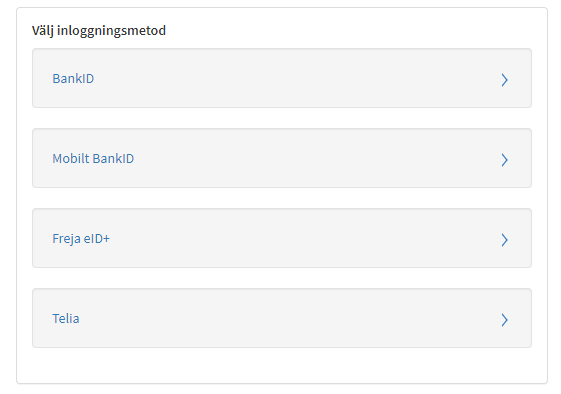 Välj inloggningsmetod
BankID
Mobilt BankID
Freja eID+
Telia